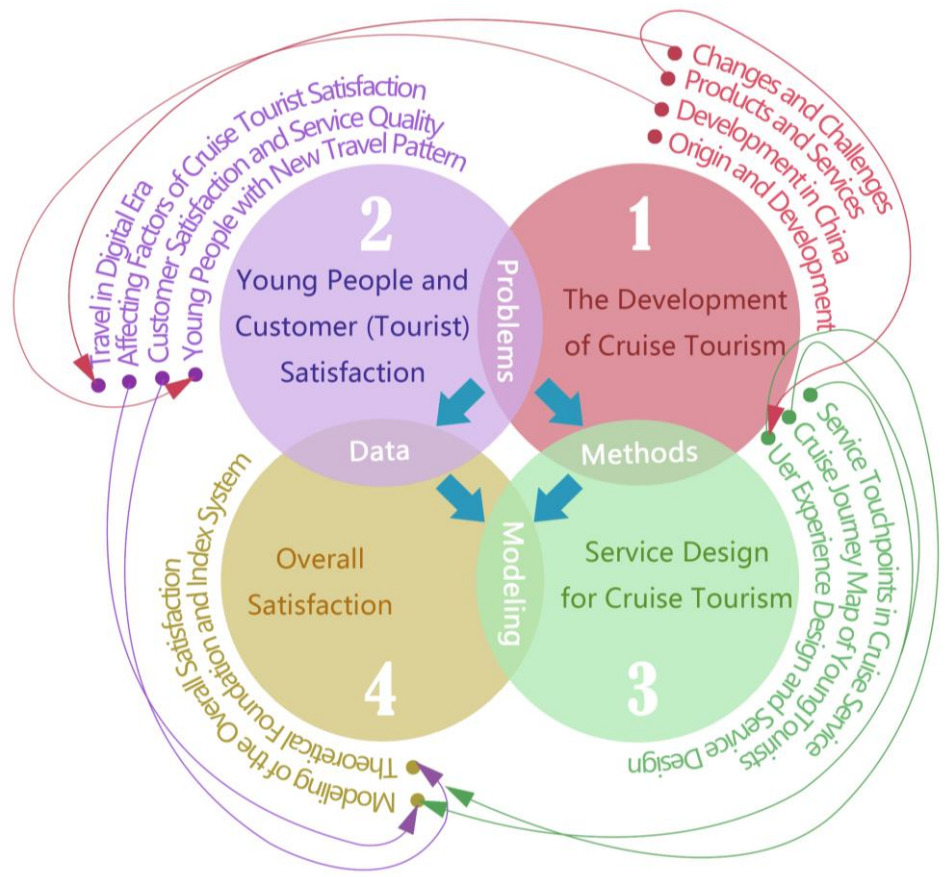 Changes and Challenges
Products and Services
Development in China
Origin and Development
Affecting Factors of Cruise Tourist Satisfaction
Customer Satisfaction and Service Quality
Young People with New Travel Pattern
Travel in Digital Era
2
Young People and
Customer (Tourist)
Satisfaction
Problems
1
The Development
of Cruise Tourism
Data
Methods
Service Touchpoints in Cruise Service
Cruise Journey Map of Young Tourists
Uer Experience Design and Service Design
Overall
Satisfaction
4
Modeling
Service Design
for Cruise Tourism
3
Theoretical Foundation and Index System
Modeling of the Overall Satisfaction